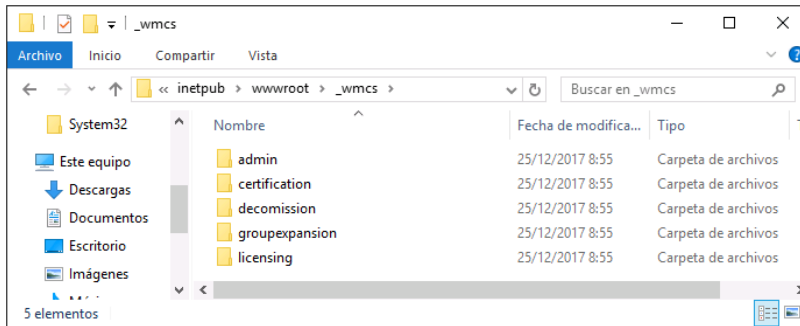 _wmcs
Archivo Inicio Compartir Vista
« inetpub > wwwroot > _wmcs > Buscar en _wmcs
System32
Este equipo
Descargas
Documentos
Escritorio
Imágenes
Nombre Fecha de modifica... Tipo
admin 25/12/2017 8:55 Carpeta de archivos
certification 25/12/2017 8:55 Carpeta de archivos
decomission 25/12/2017 8:55 Carpeta de archivos
groupexpansion 25/12/2017 8:55 Carpeta de archivos
licensing 25/12/2017 8:55 Carpeta de archivos
5 elementos